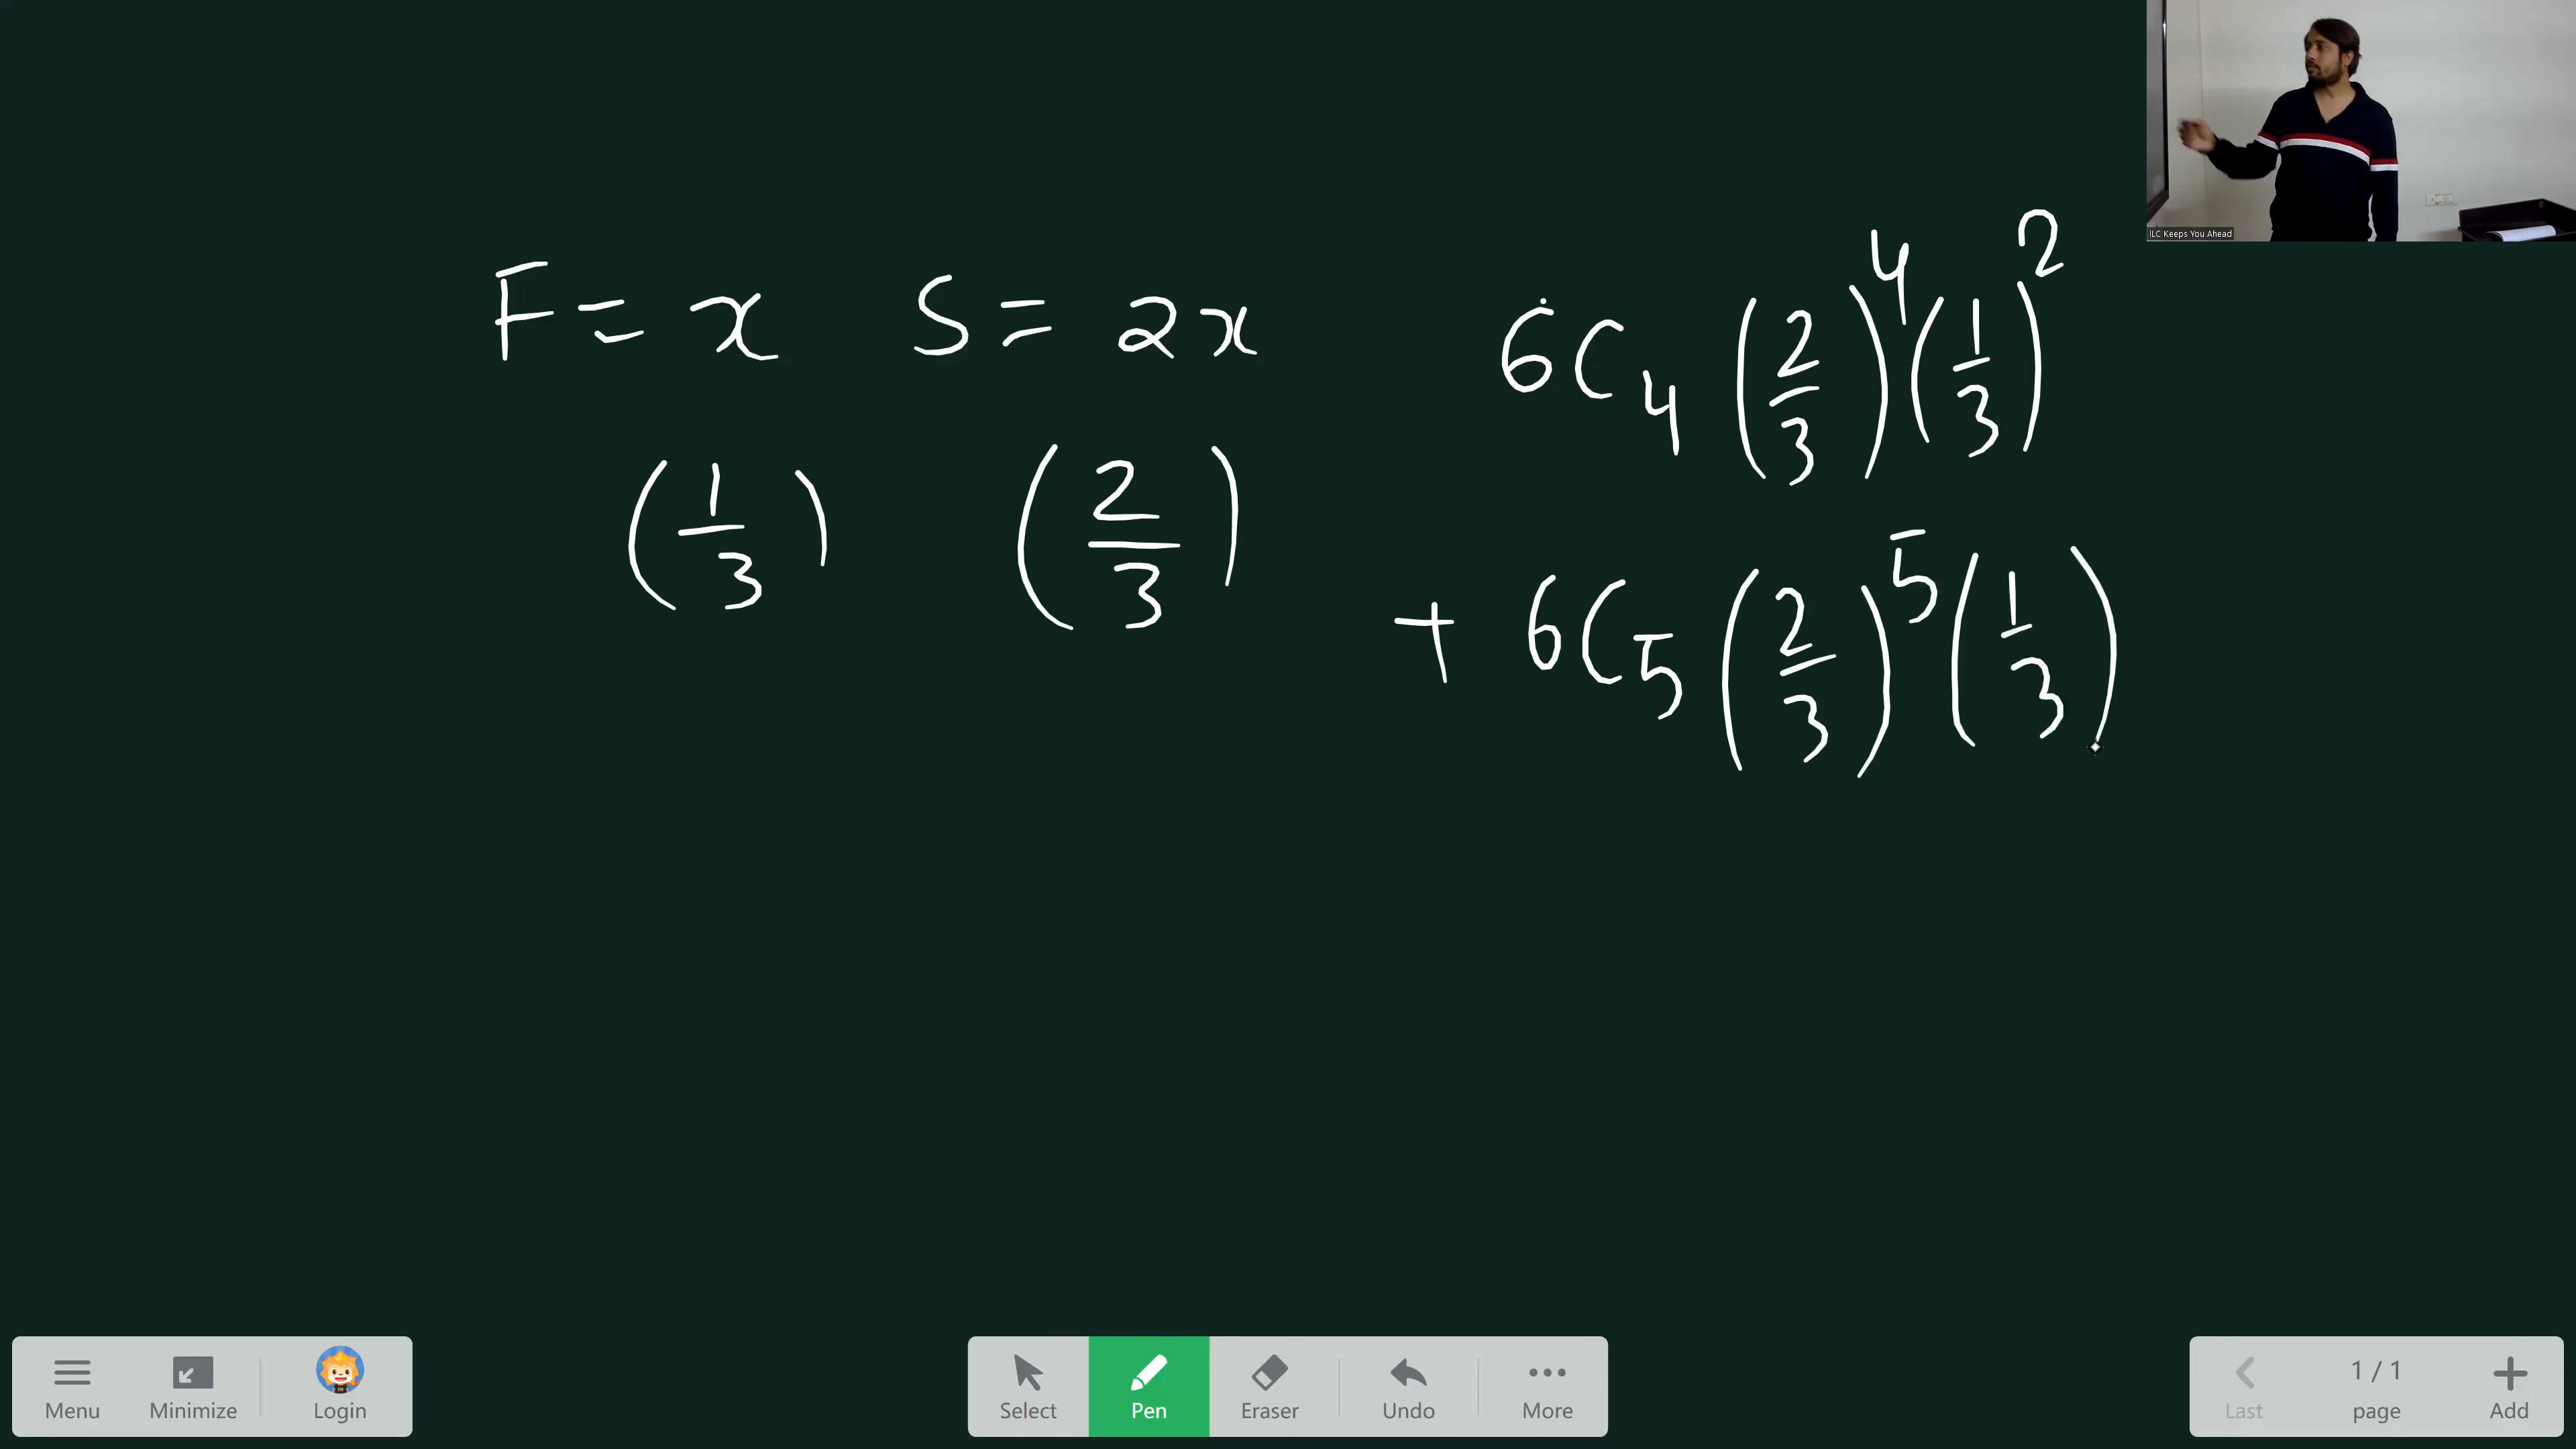 ILC Keeps You Ahead
F = x   S = 2x
(1/3)   (2/3)
6C₄ (2/3)⁴ (1/3)²
+ 6C₅ (2/3)⁵ (1/3)
Menu Minimize Login Select Pen Eraser Undo More Last 1 / 1 page Add